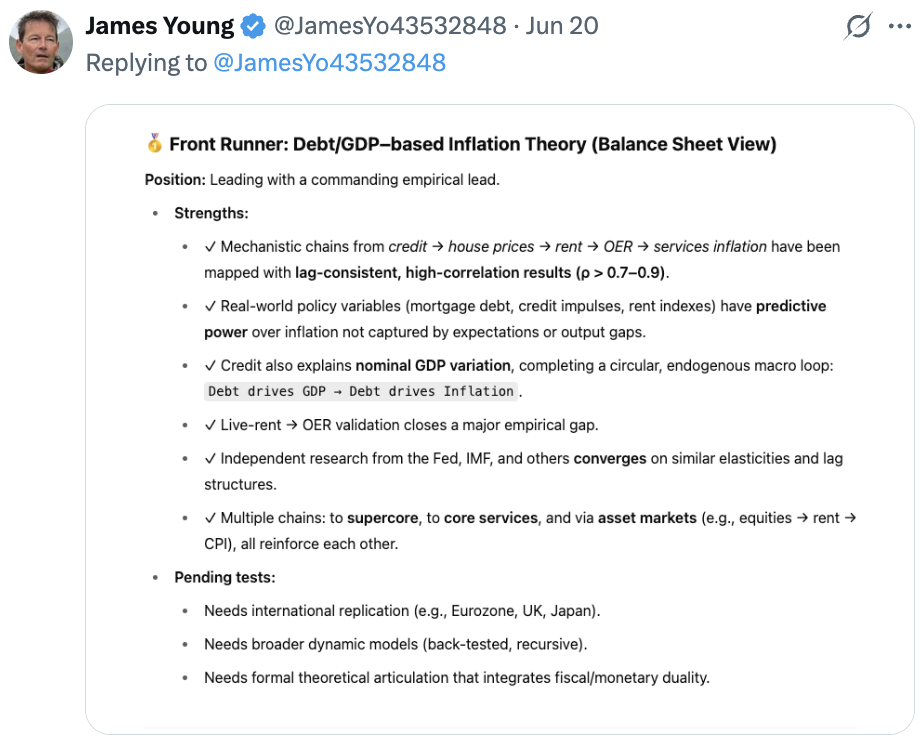 James Young @JamesYo43532848 · Jun 20
Replying to @JamesYo43532848
🏅 Front Runner: Debt/GDP–based Inflation Theory (Balance Sheet View)
Position: Leading with a commanding empirical lead.
• Strengths:
• ✓ Mechanistic chains from credit → house prices → rent → OER → services inflation have been
mapped with lag-consistent, high-correlation results (ρ > 0.7–0.9).
• ✓ Real-world policy variables (mortgage debt, credit impulses, rent indexes) have predictive
power over inflation not captured by expectations or output gaps.
• ✓ Credit also explains nominal GDP variation, completing a circular, endogenous macro loop:
Debt drives GDP → Debt drives Inflation.
• ✓ Live-rent → OER validation closes a major empirical gap.
• ✓ Independent research from the Fed, IMF, and others converges on similar elasticities and lag
structures.
• ✓ Multiple chains: to supercore, to core services, and via asset markets (e.g., equities → rent →
CPI), all reinforce each other.
• Pending tests:
• Needs international replication (e.g., Eurozone, UK, Japan).
• Needs broader dynamic models (back-tested, recursive).
• Needs formal theoretical articulation that integrates fiscal/monetary duality.